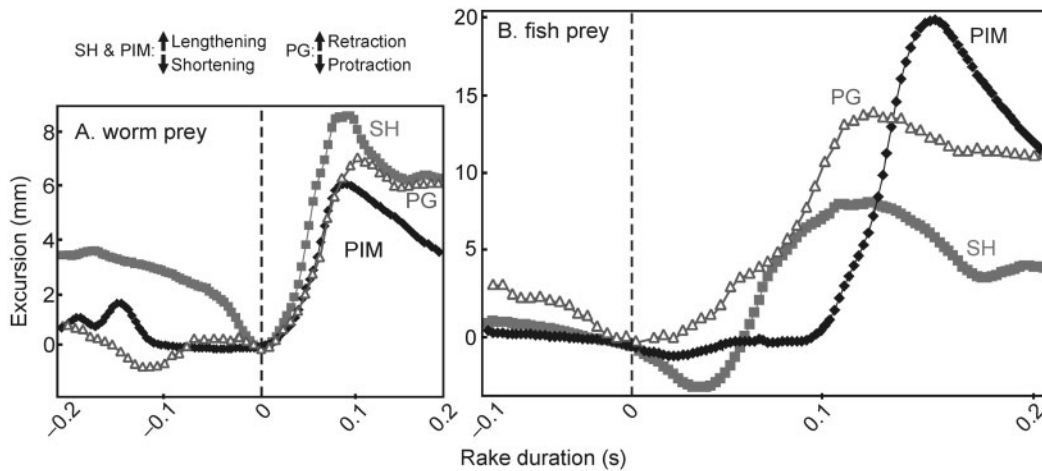 SH & PIM: Lengthening
Shortening
PG: Retraction
Protraction
A. worm prey
SH
PG
PIM
8
6
4
2
0
–0.2
–0.1
0
0.1
0.2
Excursion (mm)
B. fish prey
PIM
PG
SH
20
15
10
5
0
–0.1
0
0.1
0.2
Rake duration (s)